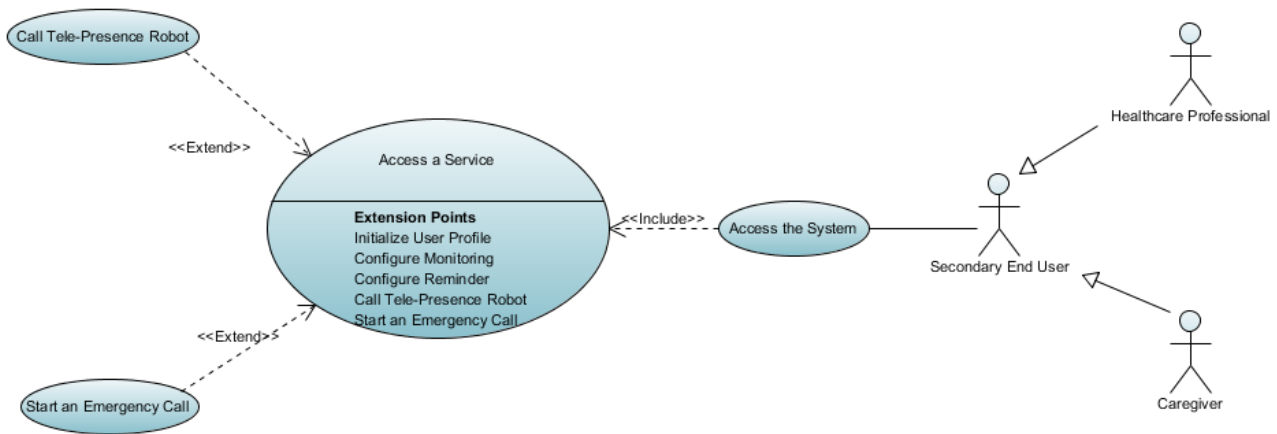 Call Tele-Presence Robot
<<Extend>>
Access a Service
Extension Points
Initialize User Profile
Configure Monitoring
Configure Reminder
Call Tele-Presence Robot
Start an Emergency Call
<<Extend>>
Start an Emergency Call
<<Include>>
Access the System
Secondary End User
Healthcare Professional
Caregiver